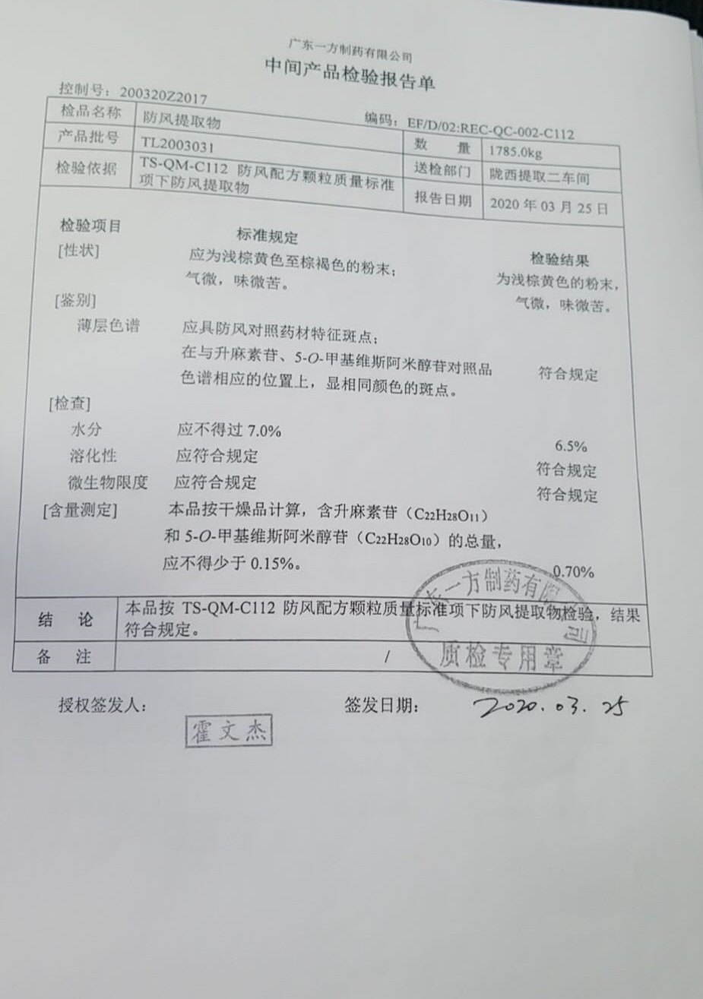 广东一方制药有限公司
中间产品检验报告单
控制号：200320Z2017
编码：EF/D/02:REC-QC-002-C112
检品名称 防风提取物 数 量 1785.0kg
产品批号 TL2003031 送检部门 陇西提取二车间
检验依据 TS-QM-C112 防风配方颗粒质量标准
项下防风提取物 报告日期 2020 年 03 月 25 日
检验项目 标准规定 检验结果
[性状] 应为浅棕黄色至棕褐色的粉末； 为浅棕黄色的粉末，
气微，味微苦。 气微，味微苦。
[鉴别]
薄层色谱 应具防风对照药材特征斑点；
在与升麻素苷、5-O-甲基维斯阿米醇苷对照品 符合规定
色谱相应的位置上，显相同颜色的斑点。
[检查]
水分 应不得过 7.0% 6.5%
溶化性 应符合规定 符合规定
微生物限度 应符合规定 符合规定
[含量测定] 本品按干燥品计算，含升麻素苷（C22H28O11）
和 5-O-甲基维斯阿米醇苷（C22H28O10）的总量，
应不得少于 0.15%。 0.70%
结 论 本品按 TS-QM-C112 防风配方颗粒质量标准项下防风提取物检验，结果
符合规定。
备 注 /
广东一方制药有限公司
质检专用章
授权签发人： 签发日期： 2020.03.25
霍文杰